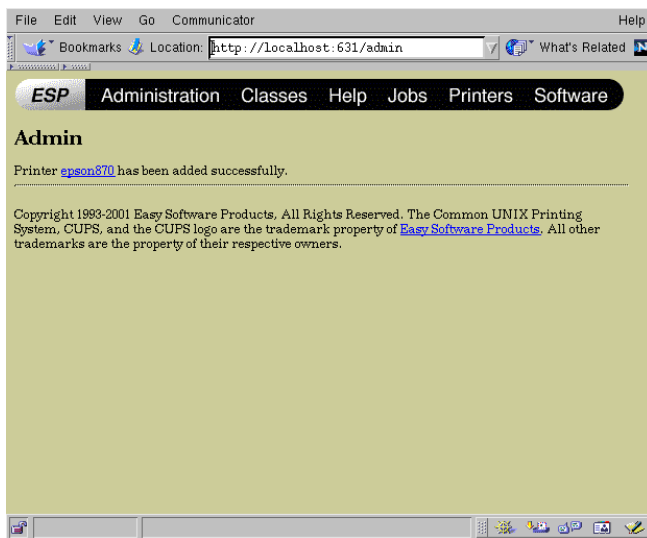 File Edit View Go Communicator Help
Bookmarks Location: http://localhost:631/admin What's Related N
ESP Administration Classes Help Jobs Printers Software
Admin
Printer epson870 has been added successfully.
Copyright 1993-2001 Easy Software Products, All Rights Reserved. The Common UNIX Printing
System, CUPS, and the CUPS logo are the trademark property of Easy Software Products. All other
trademarks are the property of their respective owners.